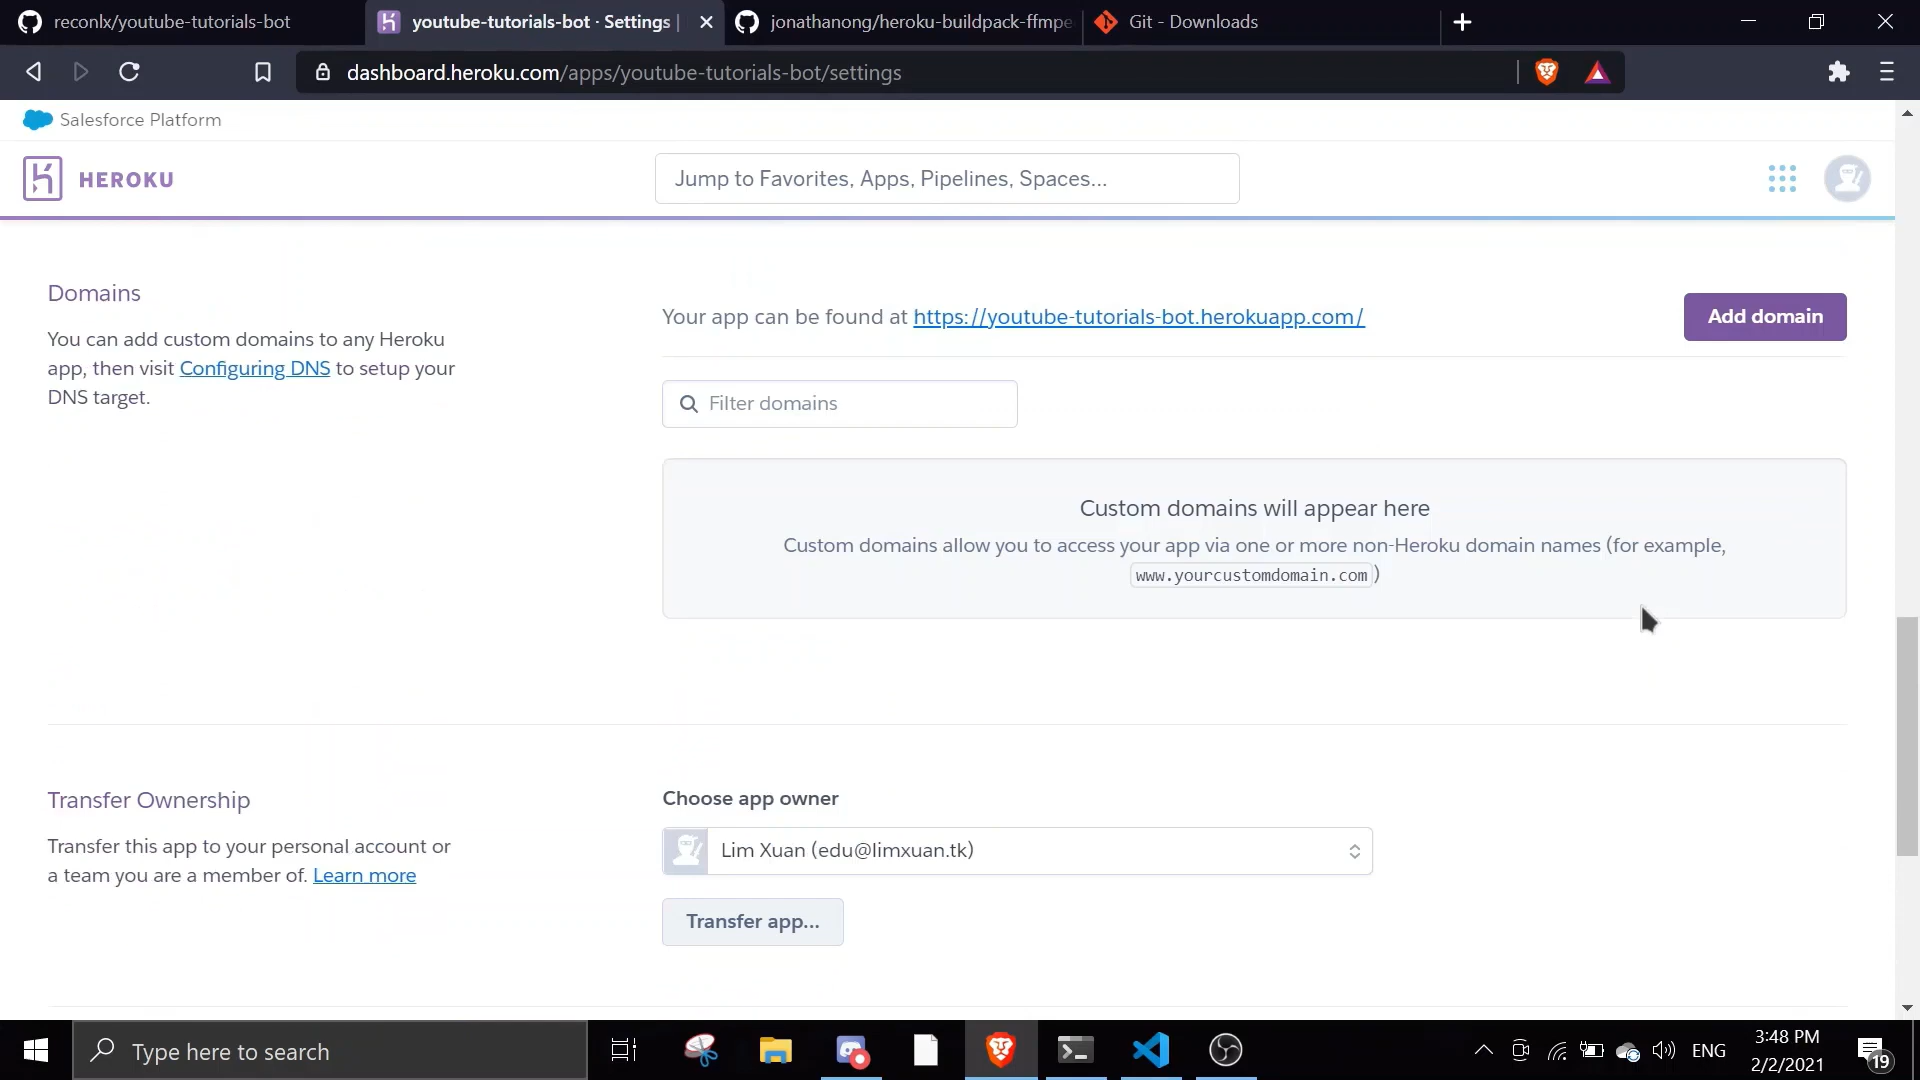 reconlx/youtube-tutorials-bot
youtube-tutorials-bot · Settings |
jonathanong/heroku-buildpack-ffmpe
Git - Downloads
dashboard.heroku.com/apps/youtube-tutorials-bot/settings
Salesforce Platform
HEROKU
Jump to Favorites, Apps, Pipelines, Spaces...
Domains
You can add custom domains to any Heroku
app, then visit Configuring DNS to setup your
DNS target.
Your app can be found at https://youtube-tutorials-bot.herokuapp.com/
Add domain
Filter domains
Custom domains will appear here
Custom domains allow you to access your app via one or more non-Heroku domain names (for example,
www.yourcustomdomain.com)
Transfer Ownership
Transfer this app to your personal account or
a team you are a member of. Learn more
Choose app owner
Lim Xuan (edu@limxuan.tk)
Transfer app...
Type here to search
ENG
3:48 PM
2/2/2021
19